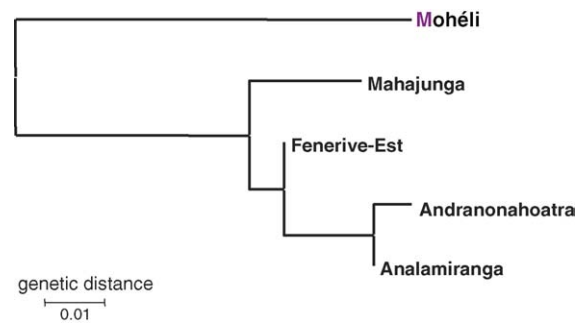 Mohéli
Mahajunga
Fenerive-Est
Andranonahoatra
Analamiranga
genetic distance
0.01